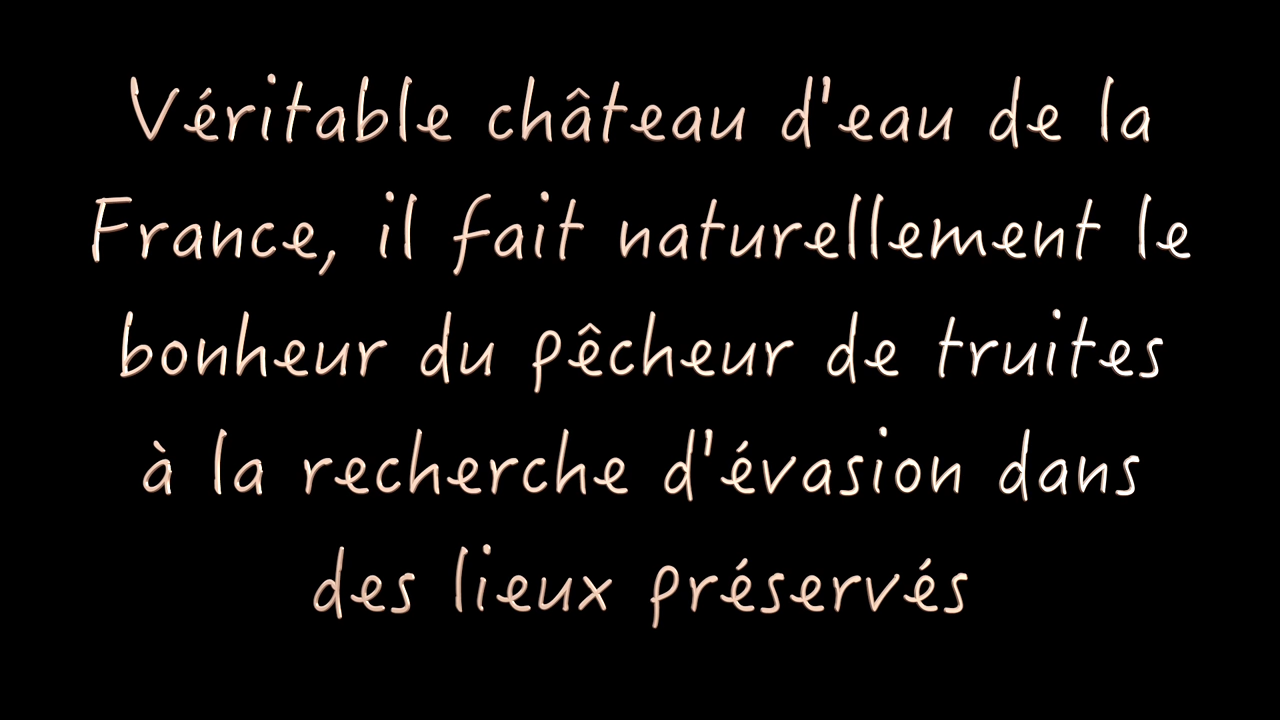 Véritable château d'eau de la
France, il fait naturellement le
bonheur du pêcheur de truites
à la recherche d'évasion dans
des lieux préservés